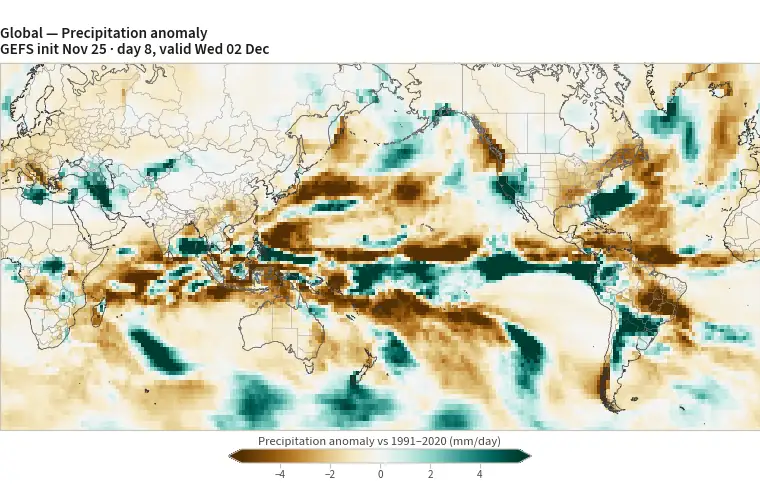 Global — Precipitation anomaly
GEFS init Nov 25 · day 8, valid Wed 02 Dec
Precipitation anomaly vs 1991–2020 (mm/day)
−4 −2 0 2 4